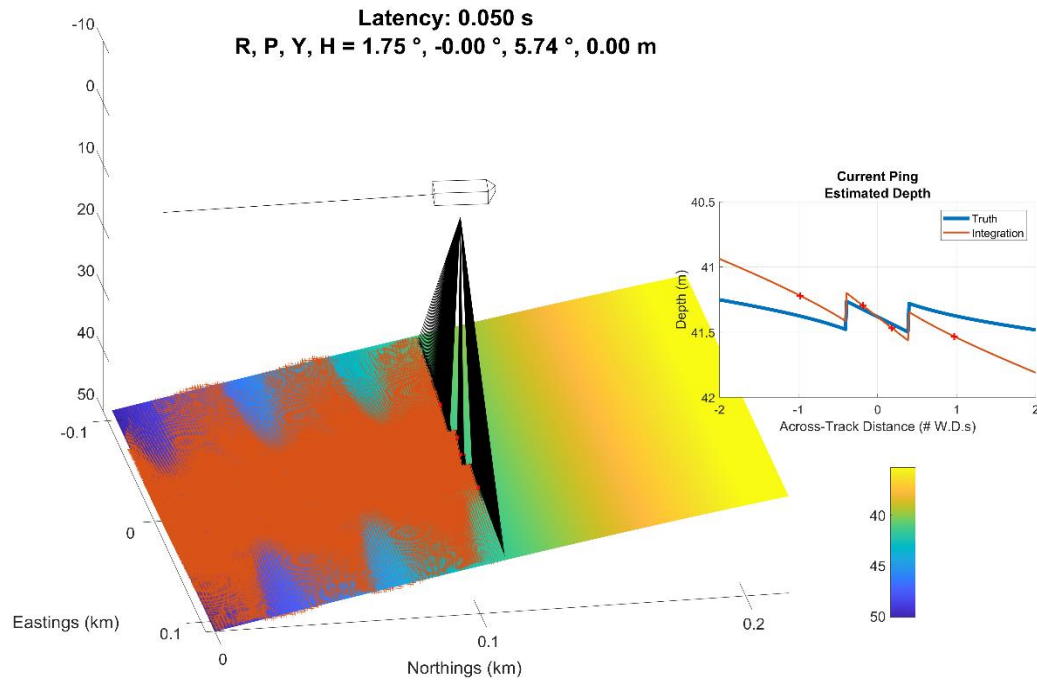 Latency: 0.050 s
R, P, Y, H = 1.75 °, -0.00 °, 5.74 °, 0.00 m
-10
0
10
20
30
40
50
-0.1
0
0.1
Eastings (km)
0
0.1
0.2
Northings (km)
Current Ping
Estimated Depth
40.5
41
41.5
42
Depth (m)
Truth
Integration
-2
-1
0
1
2
Across-Track Distance (# W.D.s)
40
45
50